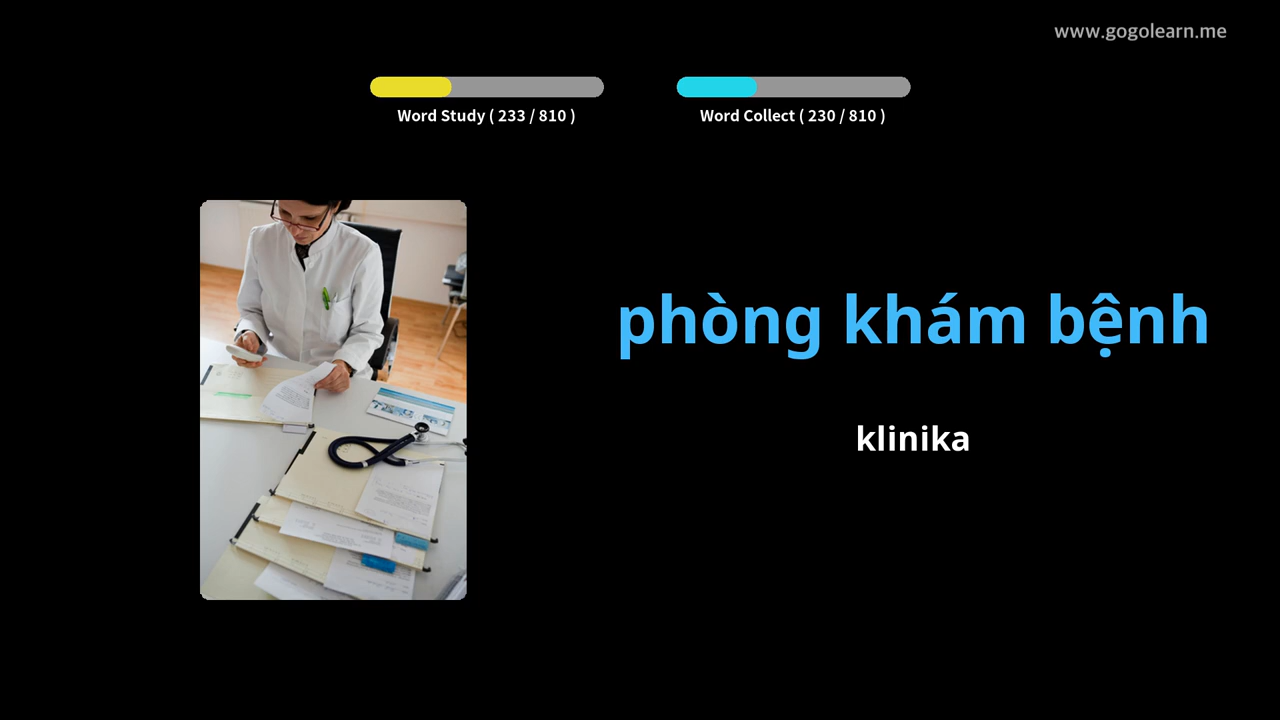 www.gogolearn.me
Word Study ( 233 / 810 )
Word Collect ( 230 / 810 )
phòng khám bệnh
klinika